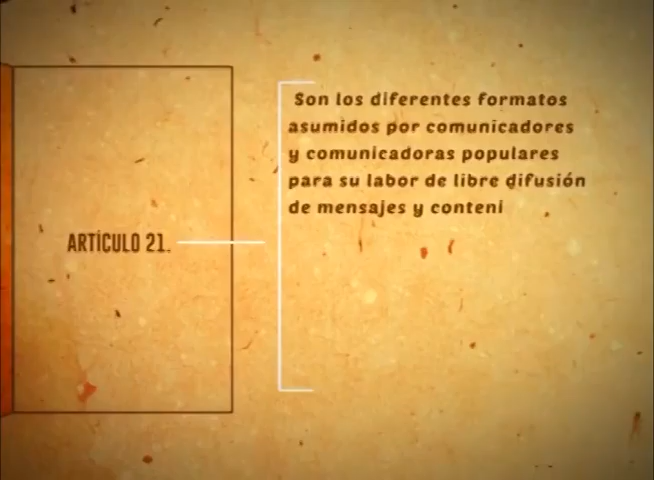 Son los diferentes formatos
asumidos por comunicadores
y comunicadoras populares
para su labor de libre difusión
de mensajes y conteni
ARTÍCULO 21.